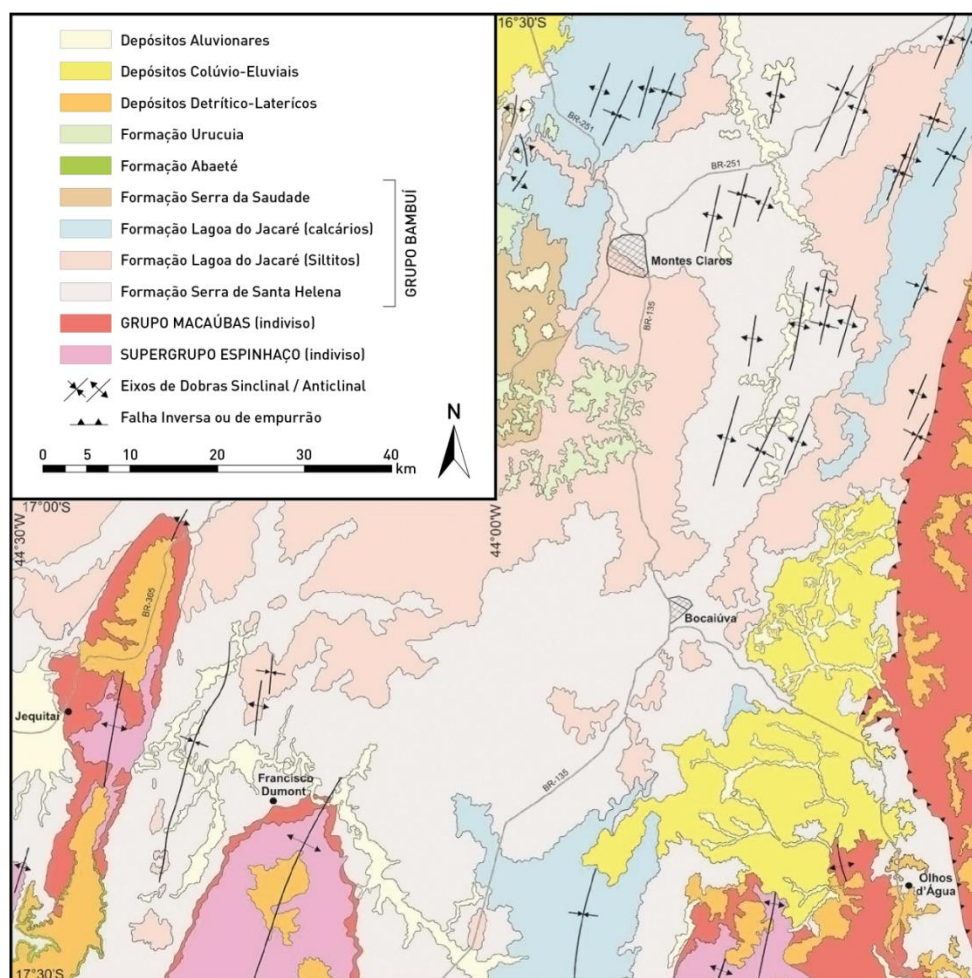 Depósitos Aluvionares
Depósitos Colúvio-Eluviais
Depósitos Detrítico-Laterícos
Formação Urucuia
Formação Abaeté
Formação Serra da Saudade
Formação Lagoa do Jacaré (calcários)
Formação Lagoa do Jacaré (Siltitos)
Formação Serra de Santa Helena
GRUPO BAMBUÍ
GRUPO MACAÚBAS (indiviso)
SUPERGRUPO ESPINHAÇO (indiviso)
Eixos de Dobras Sinclinal / Anticlinal
Falha Inversa ou de empurrão
N
0 5 10 20 30 40
km
16°30'S
BR-251
BR-251
Montes Claros
BR-135
17°00'S
44°30'W
44°00'W
BR-365
Bocaiúva
Jequitaí
Francisco
Dumont
BR-135
Olhos
d'Água
17°30'S